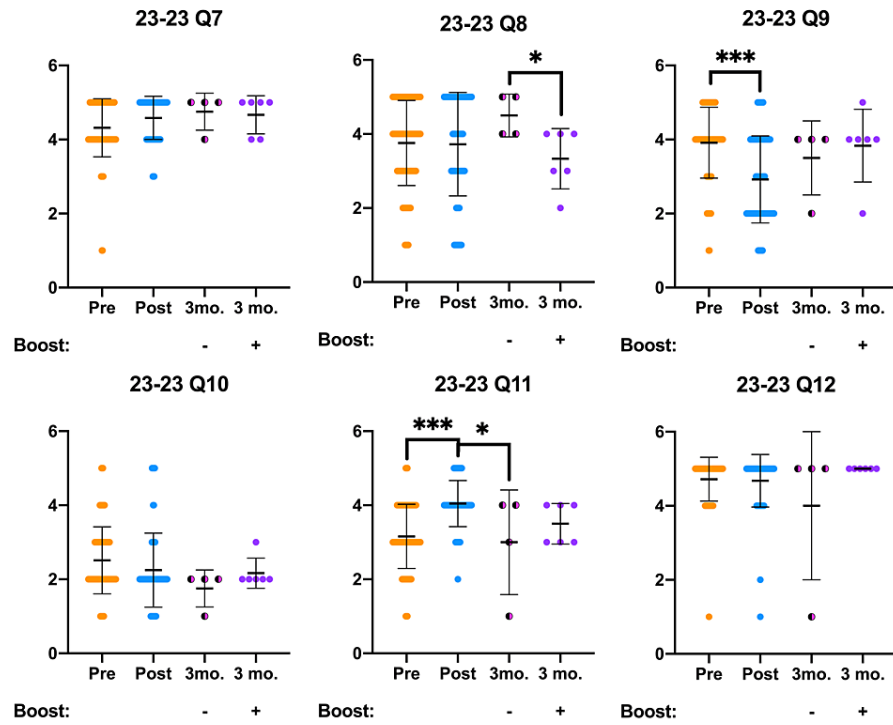 23-23 Q7
6
4
2
0
Pre Post 3mo. 3 mo.
Boost: - +
23-23 Q8
*
6
4
2
0
Pre Post 3mo. 3 mo.
Boost: - +
23-23 Q9
***
6
4
2
0
Pre Post 3mo. 3 mo.
Boost: - +
23-23 Q10
6
4
2
0
Pre Post 3mo. 3 mo.
Boost: - +
23-23 Q11
*** *
6
4
2
0
Pre Post 3mo. 3 mo.
Boost: - +
23-23 Q12
6
4
2
0
Pre Post 3mo. 3 mo.
Boost: - +